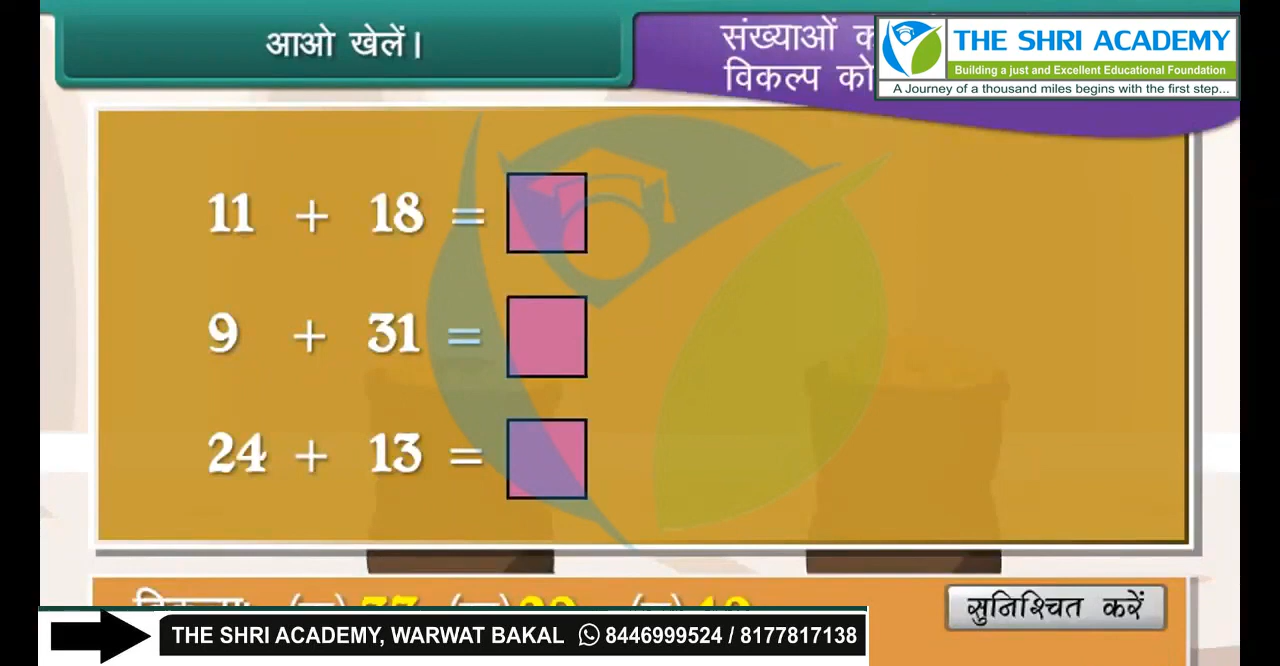 आओ खेलें।
संख्याओं
विकल्प को
THE SHRI ACADEMY
Building a just and Excellent Educational Foundation
A Journey of a thousand miles begins with the first step...
11 + 18 =
9 + 31 =
24 + 13 =
सुनिश्चित करें
THE SHRI ACADEMY, WARWAT BAKAL 8446999524 / 8177817138